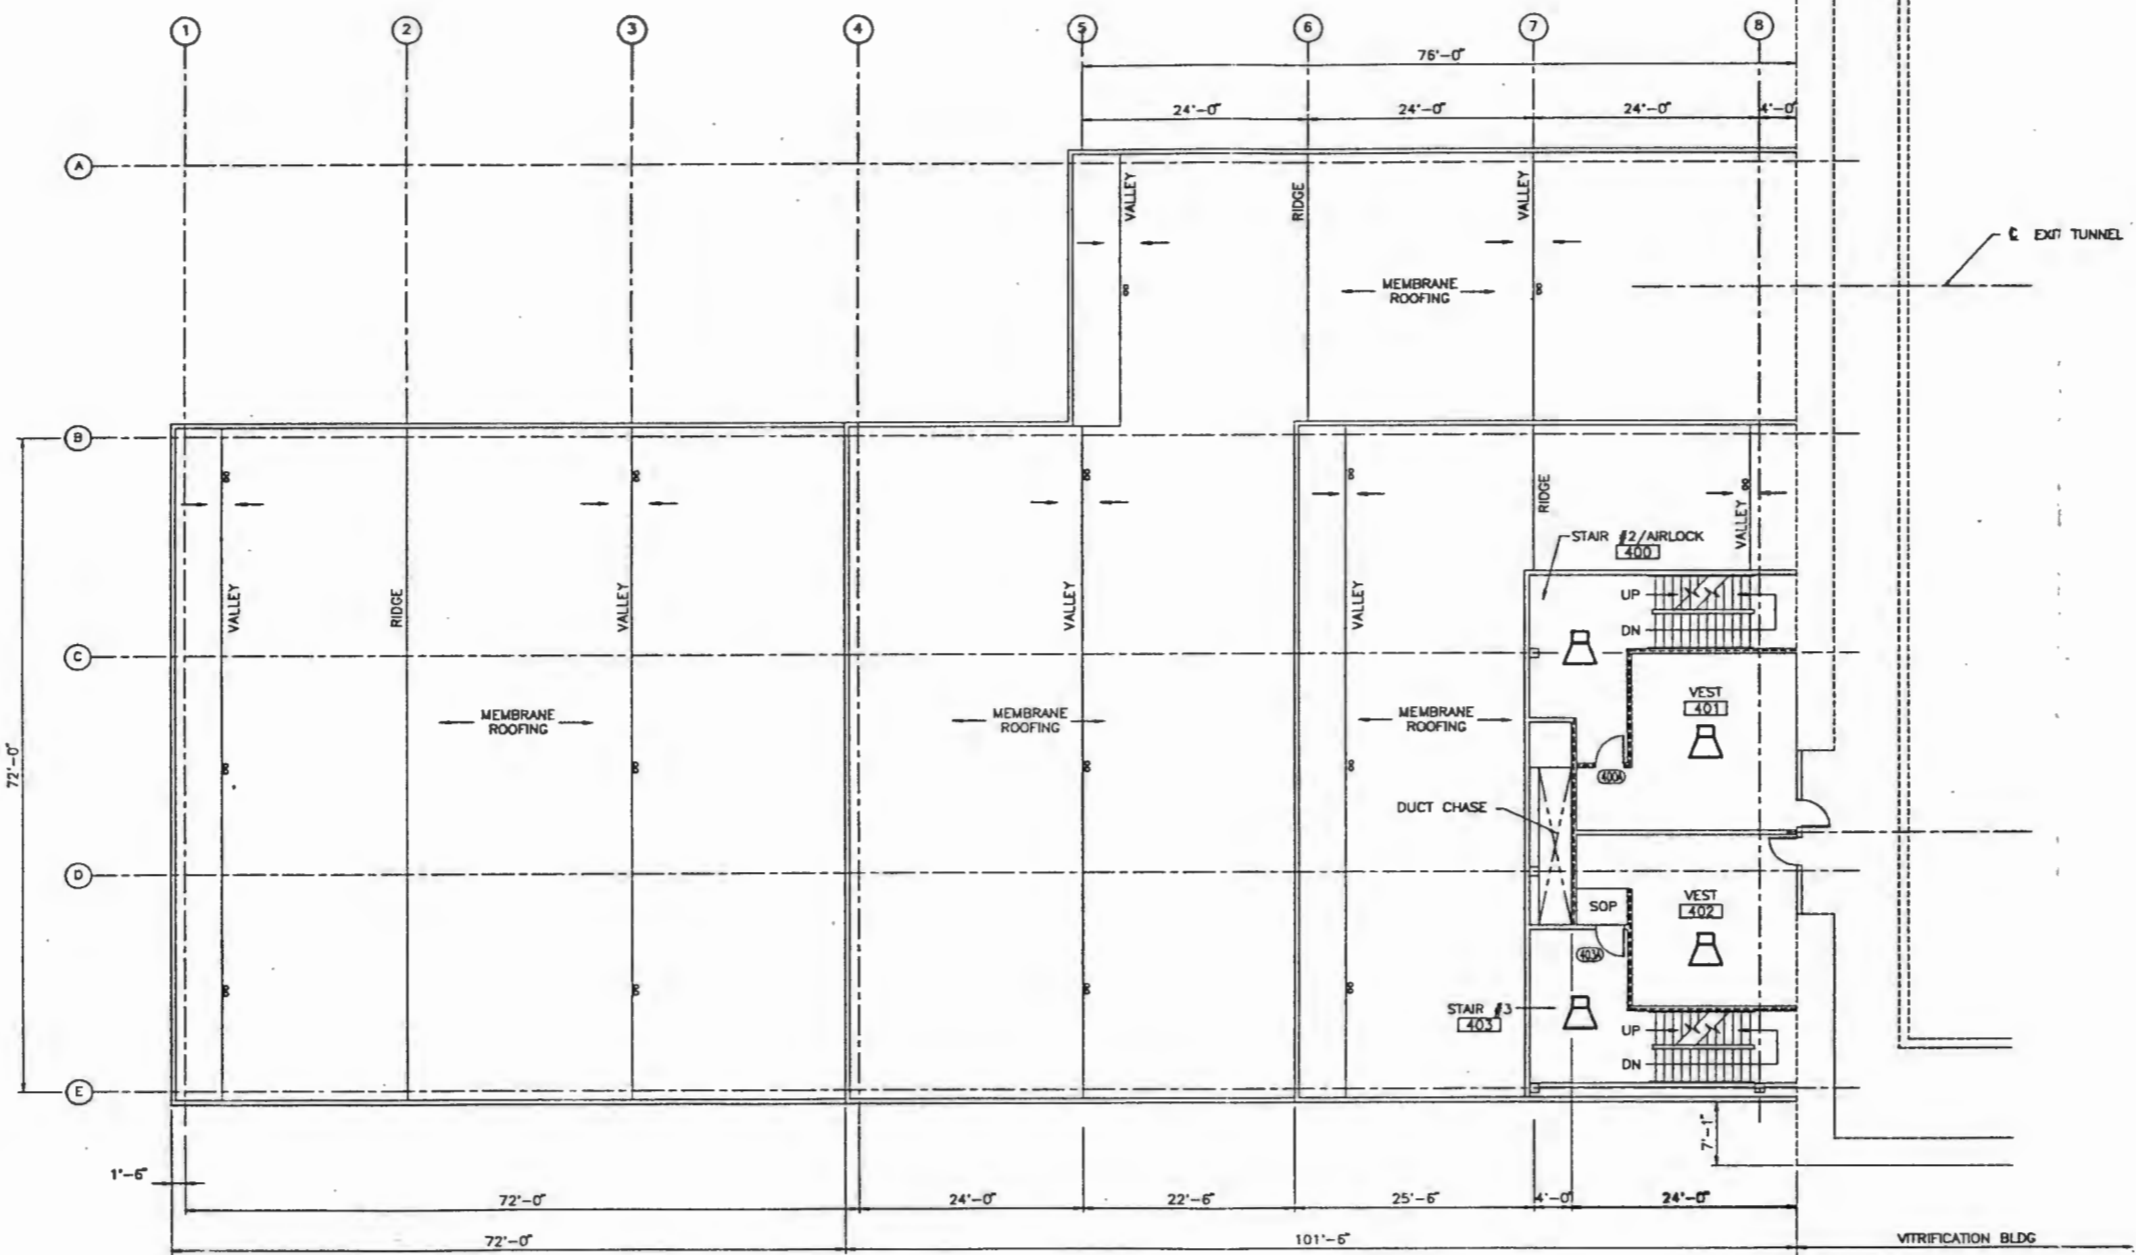 1 2 3 4 5 6 7 8
76'-0"
24'-0" 24'-0" 24'-0" 4'-0"
A
VALLEY RIDGE VALLEY
℄ EXIT TUNNEL
MEMBRANE
ROOFING
B
RIDGE
VALLEY
STAIR #2/AIRLOCK
400
UP
DN
VALLEY RIDGE VALLEY VALLEY VALLEY
C
VEST
401
MEMBRANE
ROOFING
MEMBRANE
ROOFING
MEMBRANE
ROOFING
72'-0"
400A
DUCT CHASE
D
SOP
VEST
402
403A
STAIR #3
403
UP
DN
E
7'-1"
1'-6"
72'-0" 24'-0" 22'-6" 25'-6" 4'-0" 24'-0"
72'-0" 101'-6" VITRIFICATION BLDG